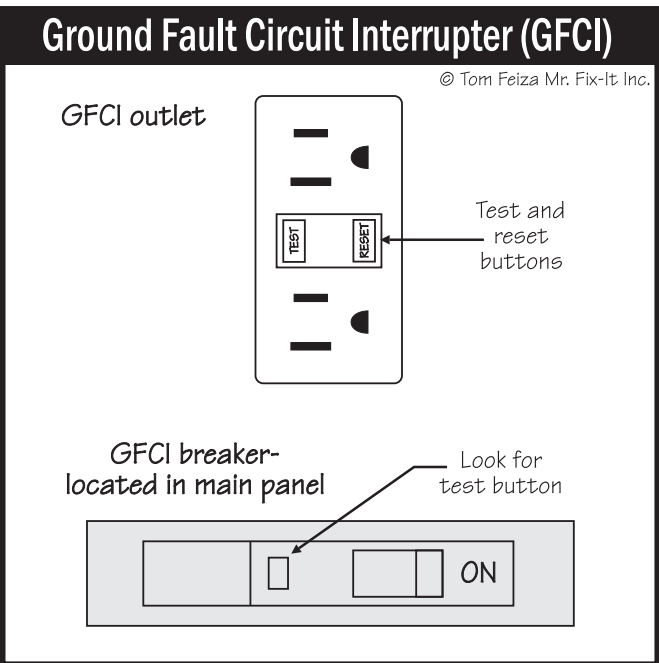 Ground Fault Circuit Interrupter (GFCI)
© Tom Feiza Mr. Fix-It Inc.
GFCI outlet
TEST
RESET
Test and
reset
buttons
GFCI breaker-
located in main panel
Look for
test button
ON